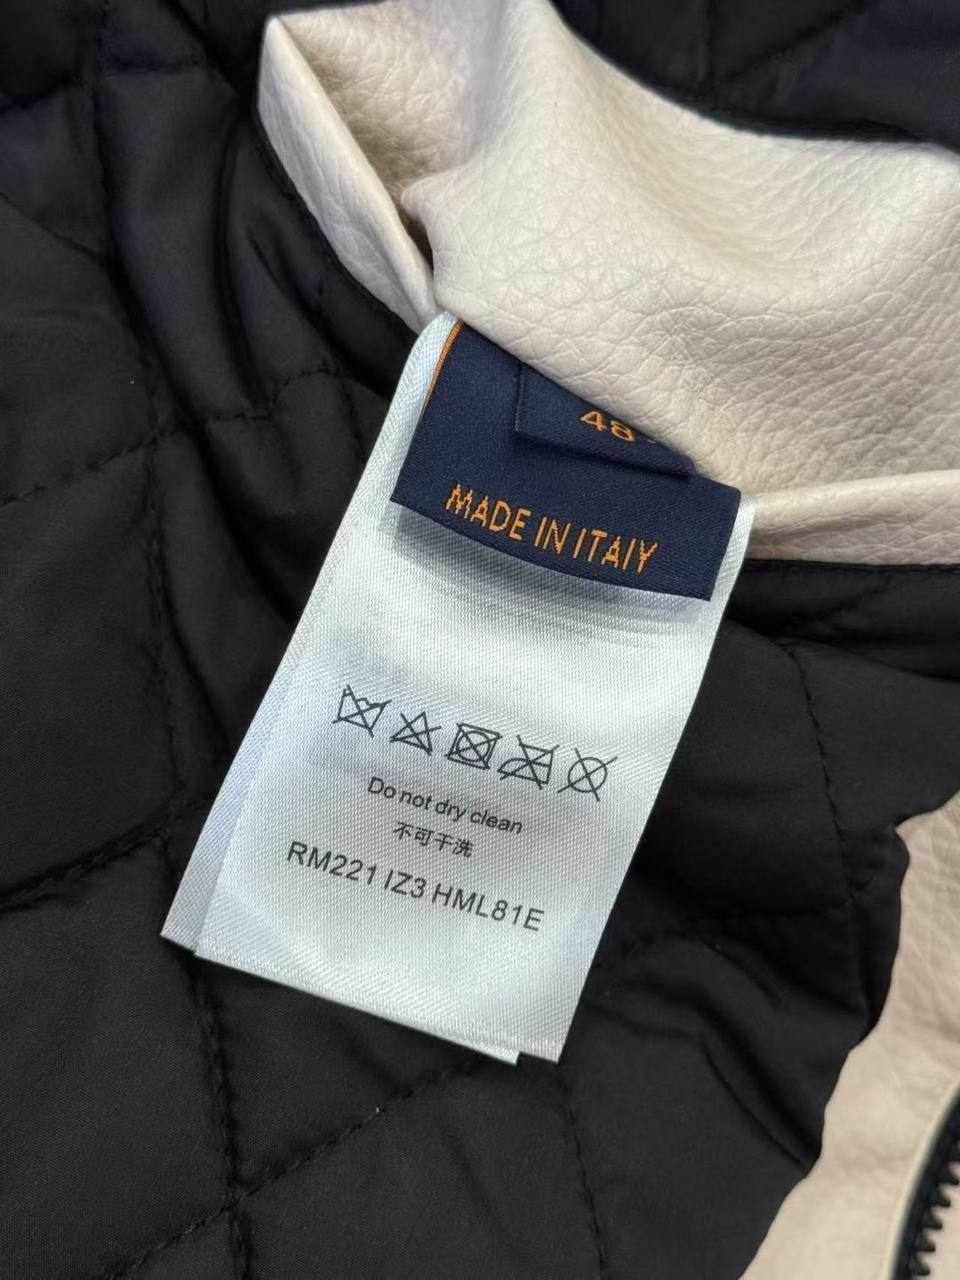 48
MADE IN ITAIY
Do not dry clean
不可干洗
RM221 IZ3 HML81E